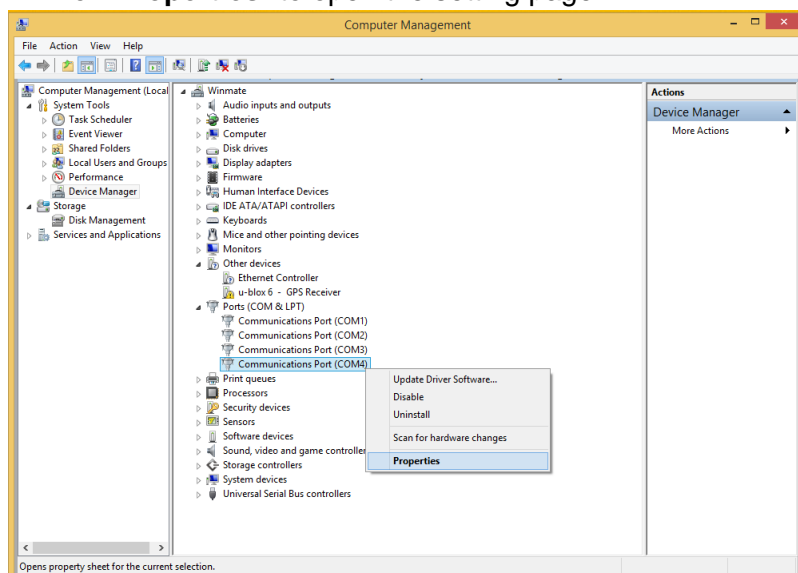 Properties to open the setting page
Computer Management
File Action View Help
Computer Management (Local
System Tools
Task Scheduler
Event Viewer
Shared Folders
Local Users and Groups
Performance
Device Manager
Storage
Disk Management
Services and Applications
Winmate
Audio inputs and outputs
Batteries
Computer
Disk drives
Display adapters
Firmware
Human Interface Devices
IDE ATA/ATAPI controllers
Keyboards
Mice and other pointing devices
Monitors
Other devices
Ethernet Controller
u-blox 6 - GPS Receiver
Ports (COM & LPT)
Communications Port (COM1)
Communications Port (COM2)
Communications Port (COM3)
Communications Port (COM4)
Print queues
Processors
Security devices
Sensors
Software devices
Sound, video and game controller
Storage controllers
System devices
Universal Serial Bus controllers
Update Driver Software...
Disable
Uninstall
Scan for hardware changes
Properties
Actions
Device Manager
More Actions
Opens property sheet for the current selection.